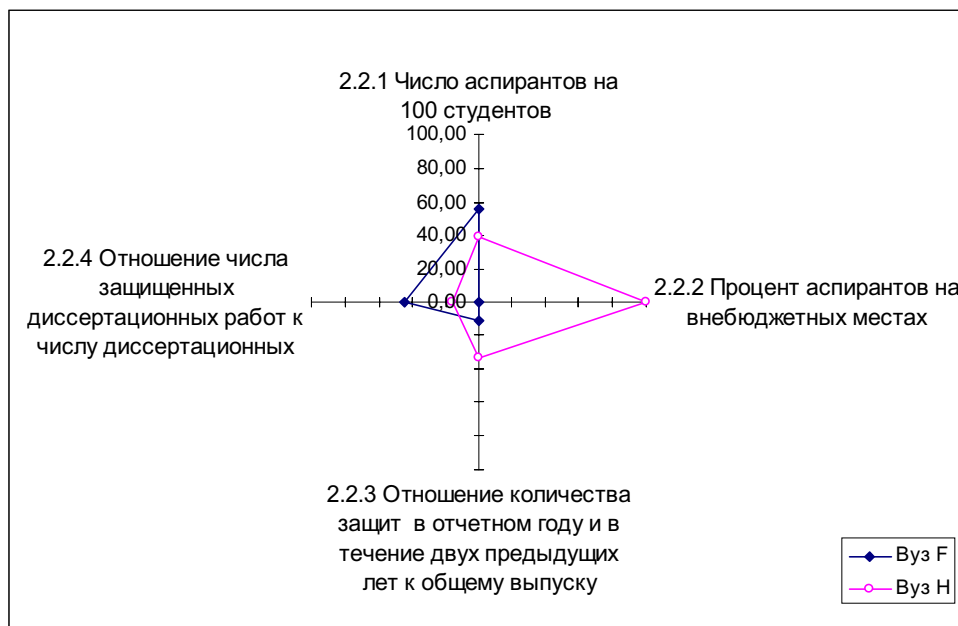 2.2.1 Число аспирантов на
100 студентов
100,00
80,00
60,00
40,00
20,00
0,00
2.2.4 Отношение числа
защищенных
диссертационных работ к
числу диссертационных
2.2.2 Процент аспирантов на
внебюджетных местах
2.2.3 Отношение количества
защит в отчетном году и в
течение двух предыдущих
лет к общему выпуску
Вуз F
Вуз H